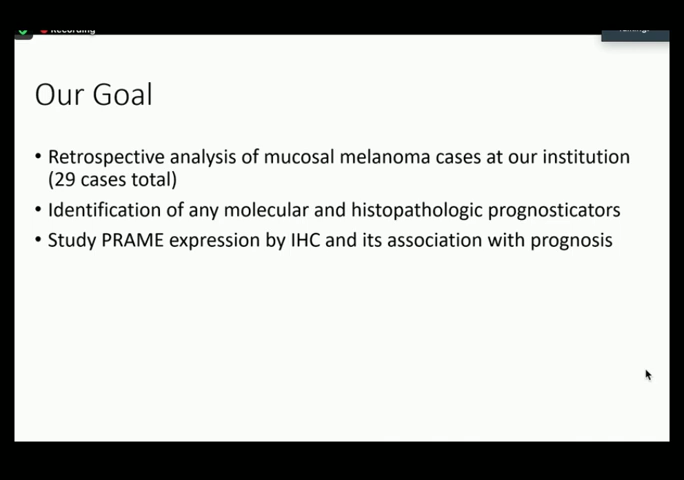 Recording
Our Goal
• Retrospective analysis of mucosal melanoma cases at our institution
(29 cases total)
• Identification of any molecular and histopathologic prognosticators
• Study PRAME expression by IHC and its association with prognosis